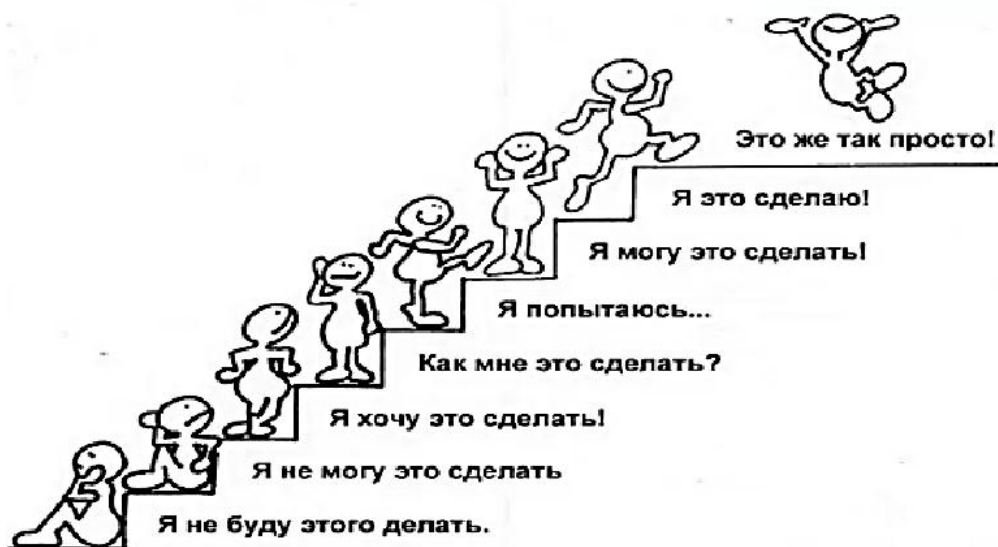 Это же так просто!
Я это сделаю!
Я могу это сделать!
Я попытаюсь...
Как мне это сделать?
Я хочу это сделать!
Я не могу это сделать
Я не буду этого делать.